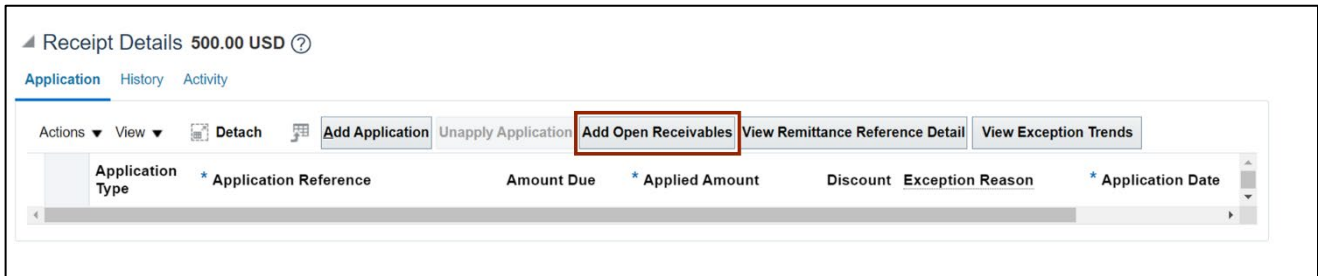 Receipt Details 500.00 USD ?
Application History Activity
Actions View Detach Add Application Unapply Application Add Open Receivables View Remittance Reference Detail View Exception Trends
Application Type * Application Reference Amount Due * Applied Amount Discount Exception Reason * Application Date